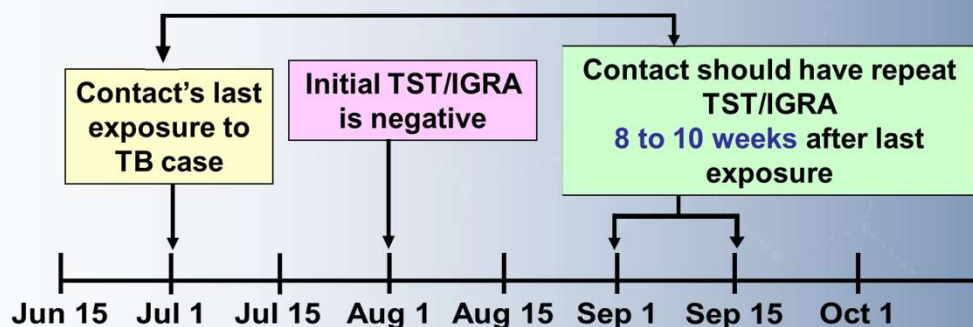 Contact's last
exposure to
TB case
Initial TST/IGRA
is negative
Contact should have repeat
TST/IGRA
8 to 10 weeks after last
exposure
Jun 15 Jul 1 Jul 15 Aug 1 Aug 15 Sep 1 Sep 15 Oct 1